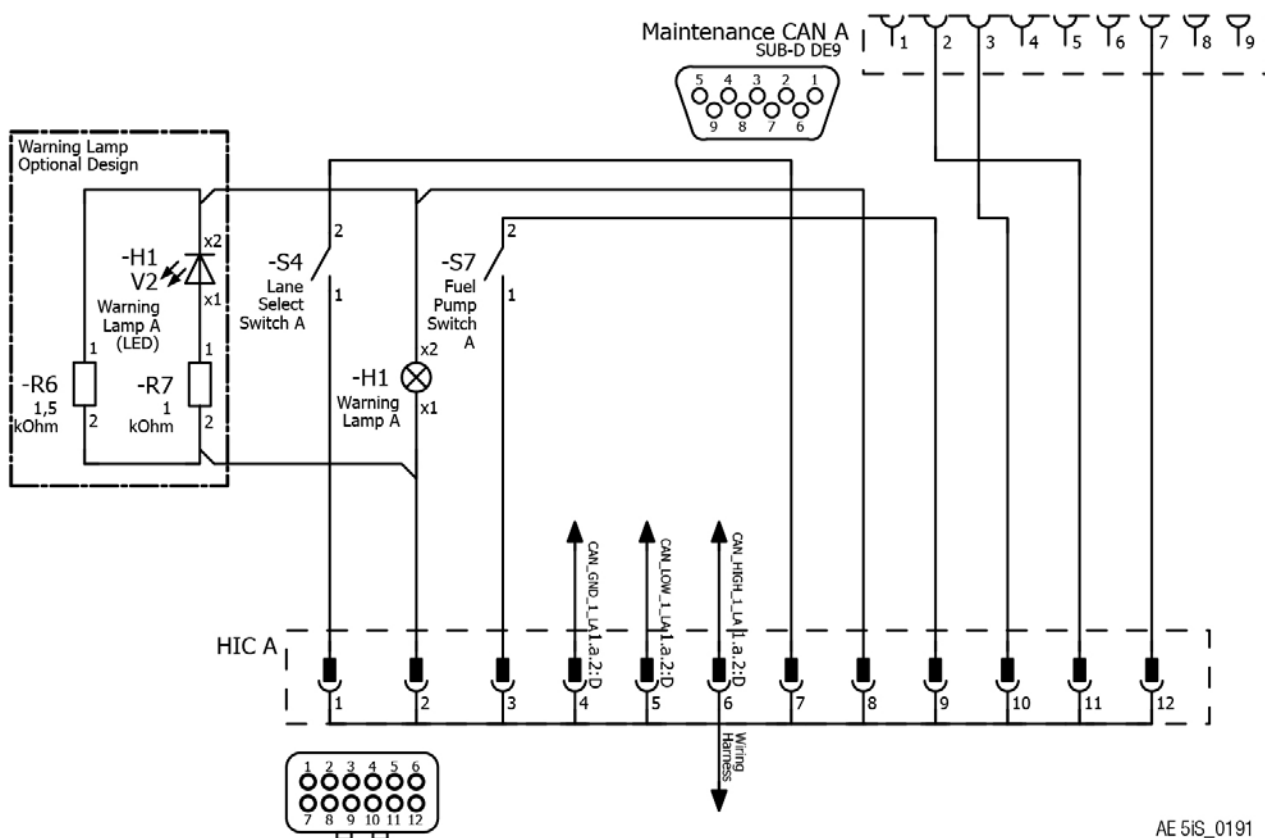 Maintenance CAN A
SUB-D DE9
1 2 3 4 5 6 7 8 9
5 4 3 2 1
9 8 7 6
Warning Lamp
Optional Design
-H1
V2
x2
x1
Warning
Lamp A
(LED)
-R6
1,5
kOhm
1
2
-R7
1
kOhm
1
2
-S4
Lane
Select
Switch A
2
1
-H1
Warning
Lamp A
x2
x1
-S7
Fuel
Pump
Switch
A
2
1
CAN_GND_1_LA 1.a.2:D
CAN_LOW_1_LA 1.a.2:D
CAN_HIGH_1_LA 1.a.2:D
HIC A
1 2 3 4 5 6 7 8 9 10 11 12
Wiring
Harness
1 2 3 4 5 6
7 8 9 10 11 12
AE 5iS_0191